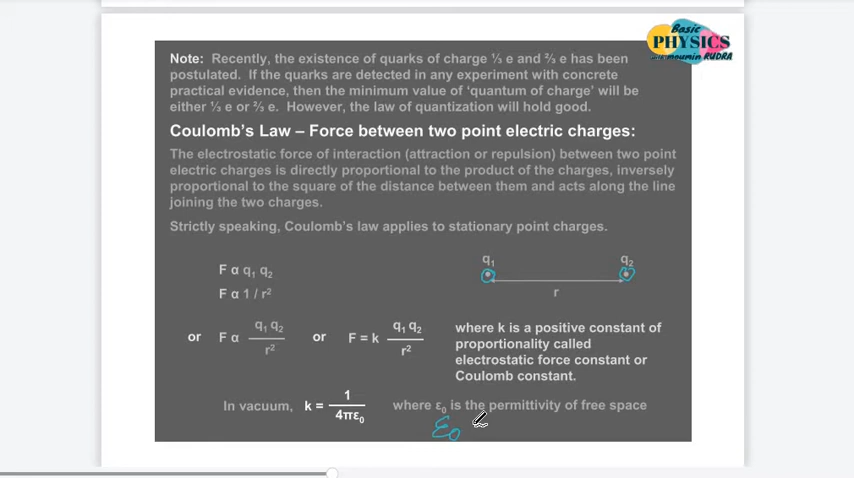 Basic
PHYSICS
with moumin RUDRA
Note: Recently, the existence of quarks of charge ⅓ e and ⅔ e has been
postulated. If the quarks are detected in any experiment with concrete
practical evidence, then the minimum value of ‘quantum of charge’ will be
either ⅓ e or ⅔ e. However, the law of quantization will hold good.
Coulomb’s Law – Force between two point electric charges:
The electrostatic force of interaction (attraction or repulsion) between two point
electric charges is directly proportional to the product of the charges, inversely
proportional to the square of the distance between them and acts along the line
joining the two charges.
Strictly speaking, Coulomb’s law applies to stationary point charges.
F α q₁ q₂
F α 1 / r²
q₁ q₂
r
or F α q₁ q₂ / r² or F = k q₁ q₂ / r²
where k is a positive constant of
proportionality called
electrostatic force constant or
Coulomb constant.
In vacuum, k = 1 / 4πε₀ where ε₀ is the permittivity of free space
ε₀